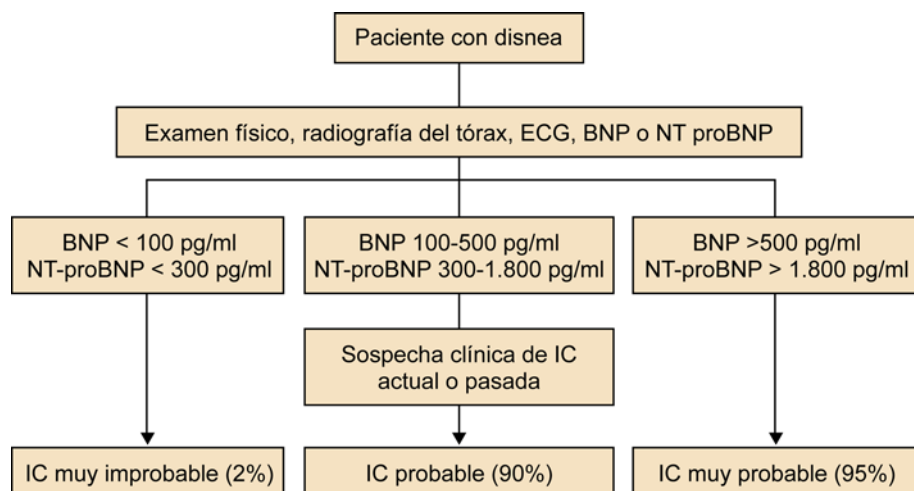 Paciente con disnea
Examen físico, radiografía del tórax, ECG, BNP o NT proBNP
BNP < 100 pg/ml
NT-proBNP < 300 pg/ml
BNP 100-500 pg/ml
NT-proBNP 300-1.800 pg/ml
BNP >500 pg/ml
NT-proBNP > 1.800 pg/ml
Sospecha clínica de IC
actual o pasada
IC muy improbable (2%)
IC probable (90%)
IC muy probable (95%)